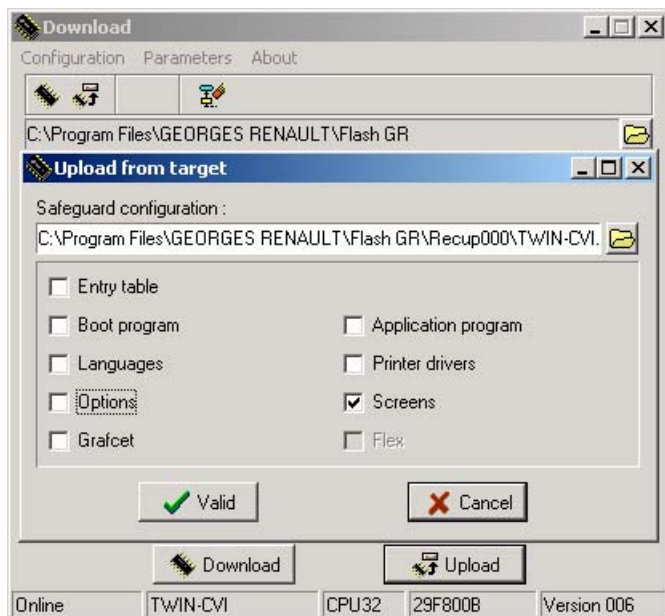 Download
Configuration Parameters About
C:\Program Files\GEORGES RENAULT\Flash GR
Upload from target
Safeguard configuration :
C:\Program Files\GEORGES RENAULT\Flash GR\Recup000\TWIN-CVI.
Entry table
Boot program
Application program
Languages
Printer drivers
Options
Screens
Grafcet
Flex
Valid
Cancel
Download
Upload
Online TWIN-CVI CPU32 29F800B Version 006